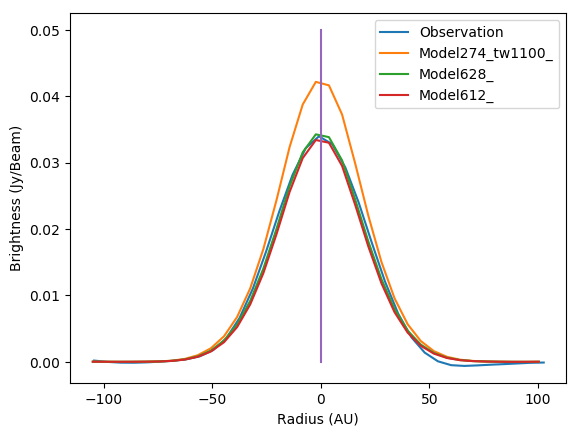 Observation
Model274_tw1100_
Model628_
Model612_
Brightness (Jy/Beam)
0.05
0.04
0.03
0.02
0.01
0.00
−100 −50 0 50 100
Radius (AU)